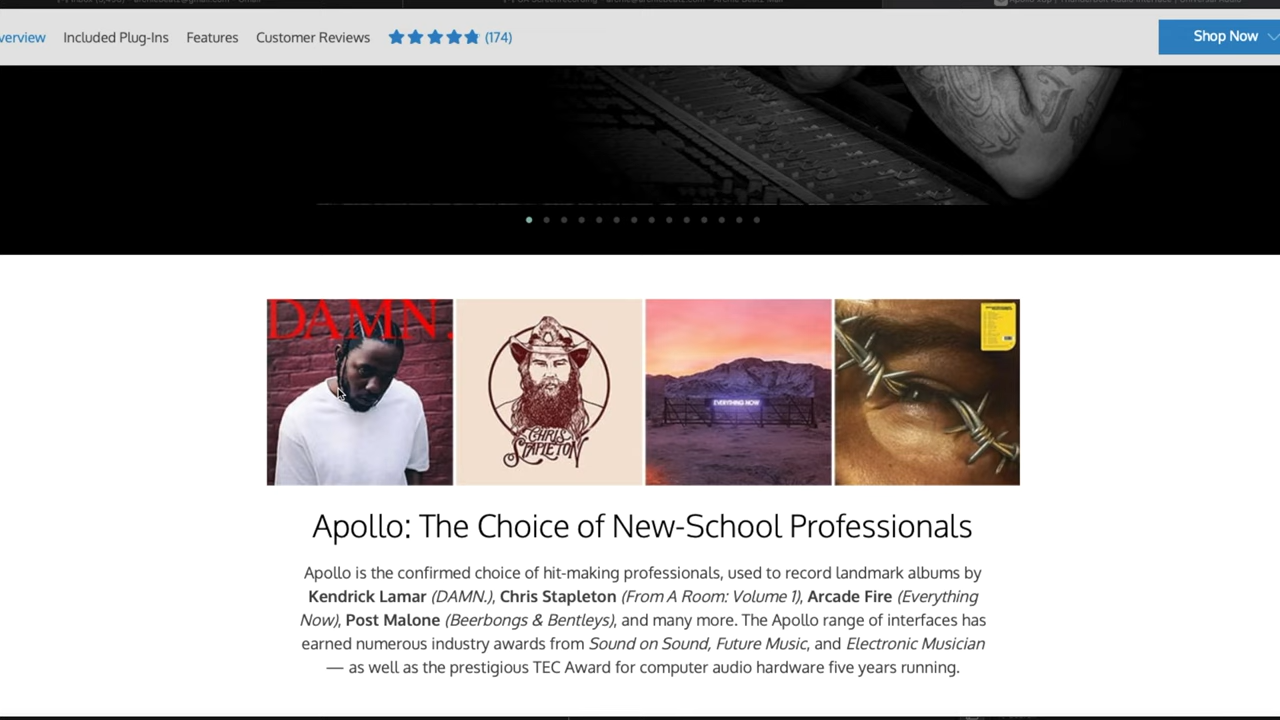 verview Included Plug-Ins Features Customer Reviews (174) Shop Now
DAMN.
CHRIS
STAPLETON
EVERYTHING NOW
Apollo: The Choice of New-School Professionals
Apollo is the confirmed choice of hit-making professionals, used to record landmark albums by
Kendrick Lamar (DAMN.), Chris Stapleton (From A Room: Volume 1), Arcade Fire (Everything
Now), Post Malone (Beerbongs & Bentleys), and many more. The Apollo range of interfaces has
earned numerous industry awards from Sound on Sound, Future Music, and Electronic Musician
— as well as the prestigious TEC Award for computer audio hardware five years running.